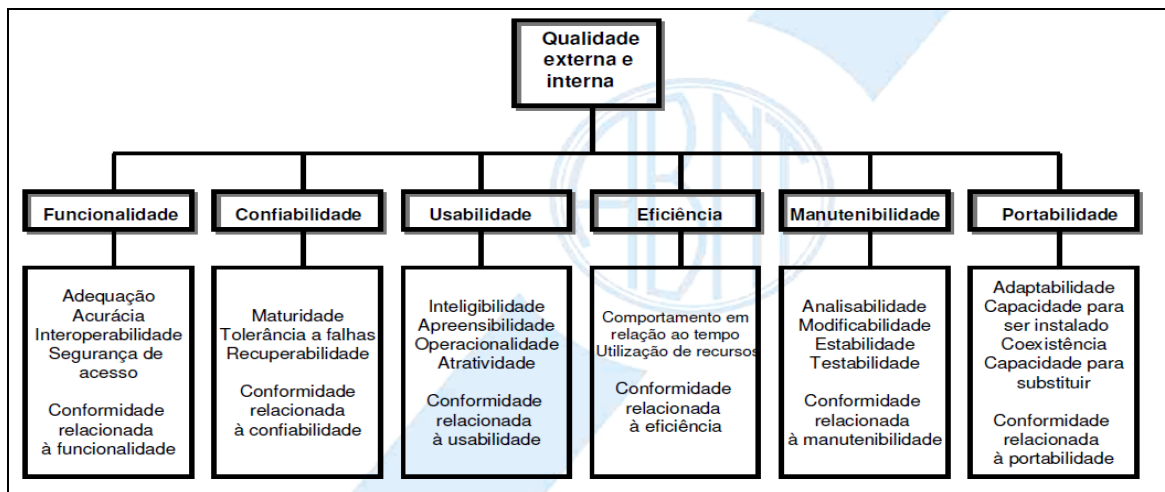 Qualidade
externa e
interna
ABNT
Funcionalidade
Confiabilidade
Usabilidade
Eficiência
Manutenibilidade
Portabilidade
Adequação
Acurácia
Interoperabilidade
Segurança de
acesso
Conformidade
relacionada
à funcionalidade
Maturidade
Tolerância a falhas
Recuperabilidade
Conformidade
relacionada
à confiabilidade
Inteligibilidade
Apreensibilidade
Operacionalidade
Atratividade
Conformidade
relacionada
à usabilidade
Comportamento em
relação ao tempo
Utilização de recursos
Conformidade
relacionada
à eficiência
Analisabilidade
Modificabilidade
Estabilidade
Testabilidade
Conformidade
relacionada
à manutenibilidade
Adaptabilidade
Capacidade para
ser instalado
Coexistência
Capacidade para
substituir
Conformidade
relacionada
à portabilidade